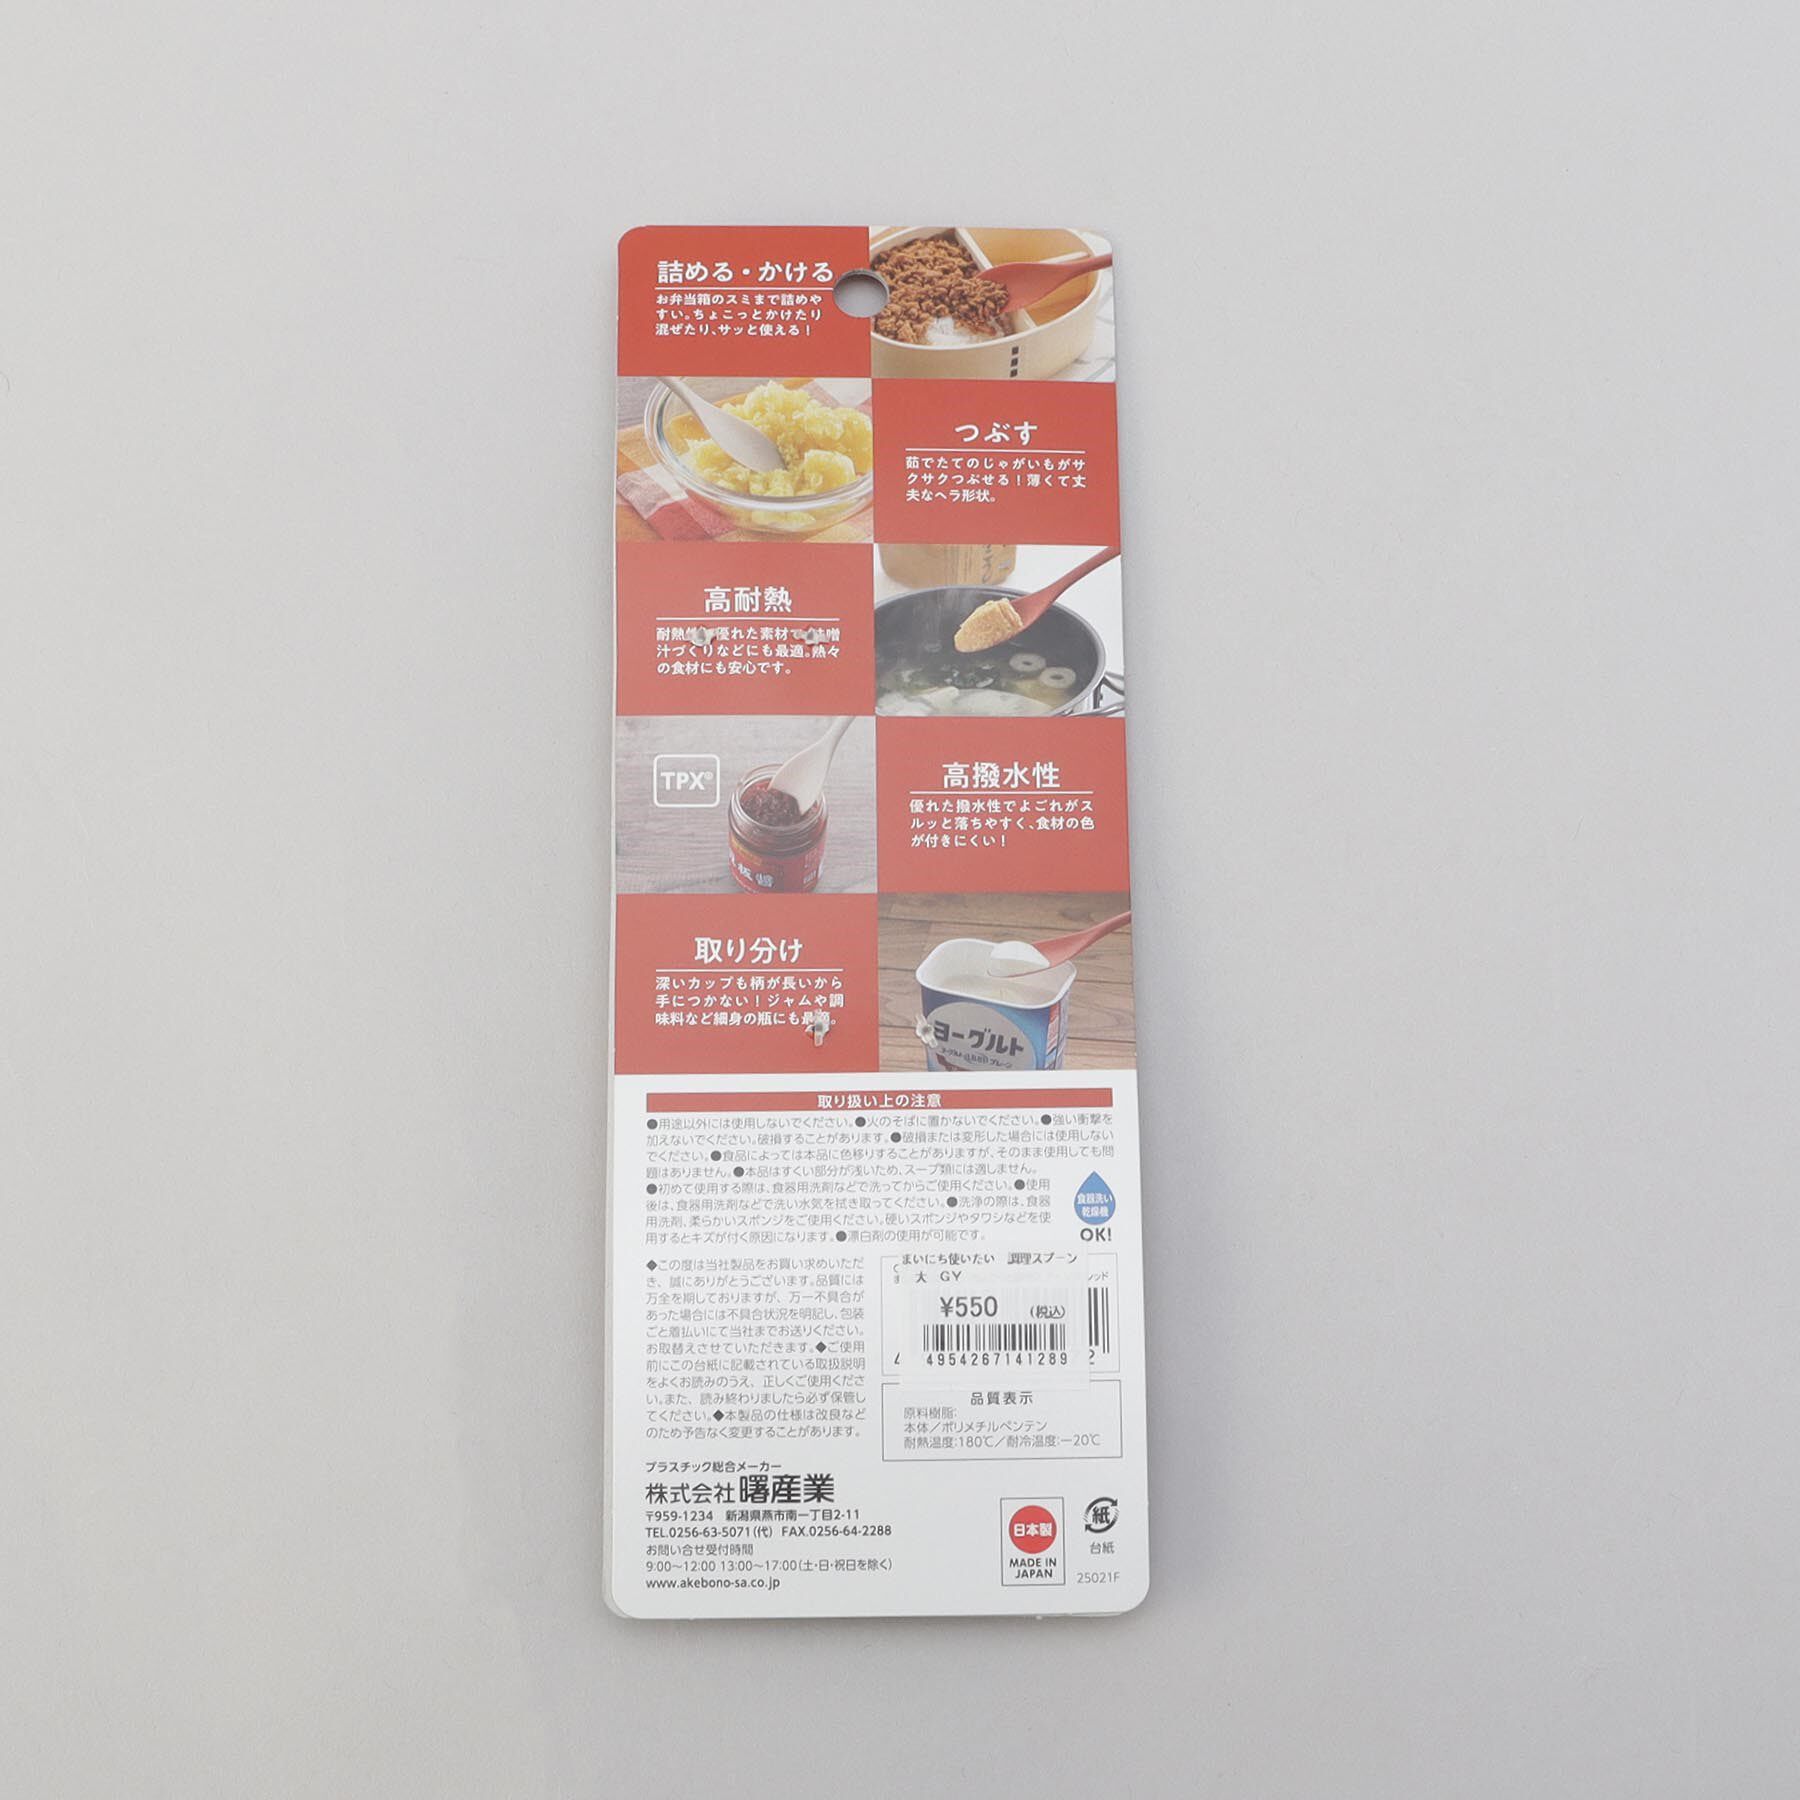 詰める・かける
お弁当箱のスミまで詰めや
すい。ちょこっとかけたり
混ぜたり、サッと使える!
つぶす
茹でたてのじゃがいもがサ
クサクつぶせる!薄くて丈
夫なヘラ形状。
高耐熱
耐熱 優れた素材で 味噌
汁づくりなどにも最適。熱々
の食材にも安心です。
TPX®
板醤
高撥水性
優れた撥水性でよごれがス
ルッと落ちやすく、食材の色
が付きにくい!
取り分け
深いカップも柄が長いから
手につかない!ジャムや調
味料など細身の瓶にも最適。
ヨーグルト
取り扱い上の注意
●用途以外には使用しないでください。●火のそばに置かないでください。●強い衝撃を
加えないでください。破損することがあります。●破損または変形した場合には使用しない
でください。●食品によっては本品に色移りすることがありますが、そのまま使用しても問
題はありません。●本品はすくい部分が浅いため、スープ類には適しません。
●初めて使用する際は、食器用洗剤などで洗ってからご使用ください。●使用
後は、食器用洗剤などで洗い水気を拭き取ってください。●洗浄の際は、食器
用洗剤、柔らかいスポンジをご使用ください。硬いスポンジやタワシなどを使
用するとキズが付く原因になります。●漂白剤の使用が可能です。
食器洗い
乾燥機
OK!
◆この度は当社製品をお買い求めいただ
き、誠にありがとうございます。品質には
万全を期しておりますが、万一不具合が
あった場合には不具合状況を明記し、包装
ごと着払いにて当社までお送りください。
お取替えさせていただきます。◆ご使用
前にこの台紙に記載されている取扱説明
をよくお読みのうえ、正しくご使用くださ
い。また、読み終わりましたら必ず保管し
てください。◆本製品の仕様は改良など
のため予告なく変更することがあります。
まいにち使いたい 調理スプーン
大 GY
ッド
¥550 (税込)
4954267141289
2
品質表示
原料樹脂:
本体/ポリメチルペンテン
耐熱温度:180℃/耐冷温度:-20℃
プラスチック総合メーカー
株式会社 曙産業
〒959-1234 新潟県燕市南一丁目2-11
TEL.0256-63-5071(代) FAX.0256-64-2288
お問い合せ受付時間
9:00〜12:00 13:00〜17:00(土・日・祝日を除く)
www.akebono-sa.co.jp
日本製
MADE IN
JAPAN
紙
台紙
25021F